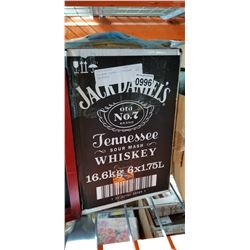 0996
JACK DANIEL'S
Old
No.7
BRAND
Tennessee
SOUR MASH
WHISKEY
16.6kg 6x1.75L